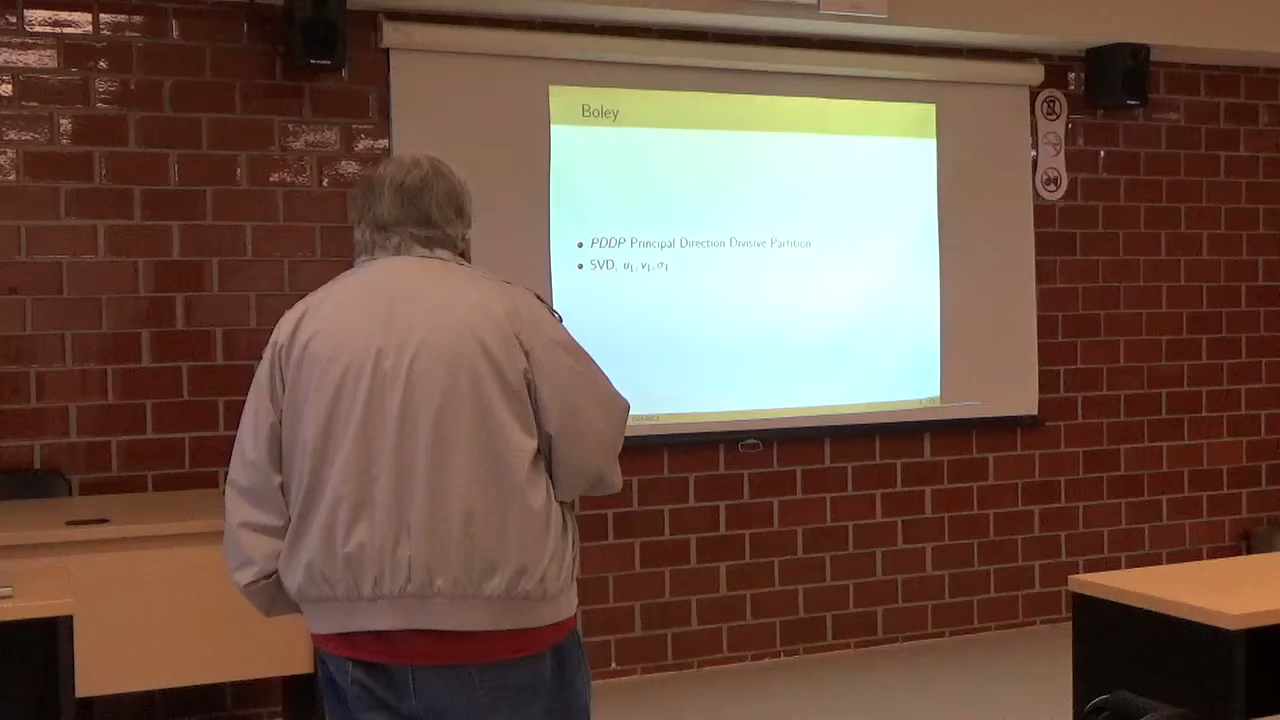 Boley
PDDP Principal Direction Divisive Partition
SVD, u₁, v₁, σ₁